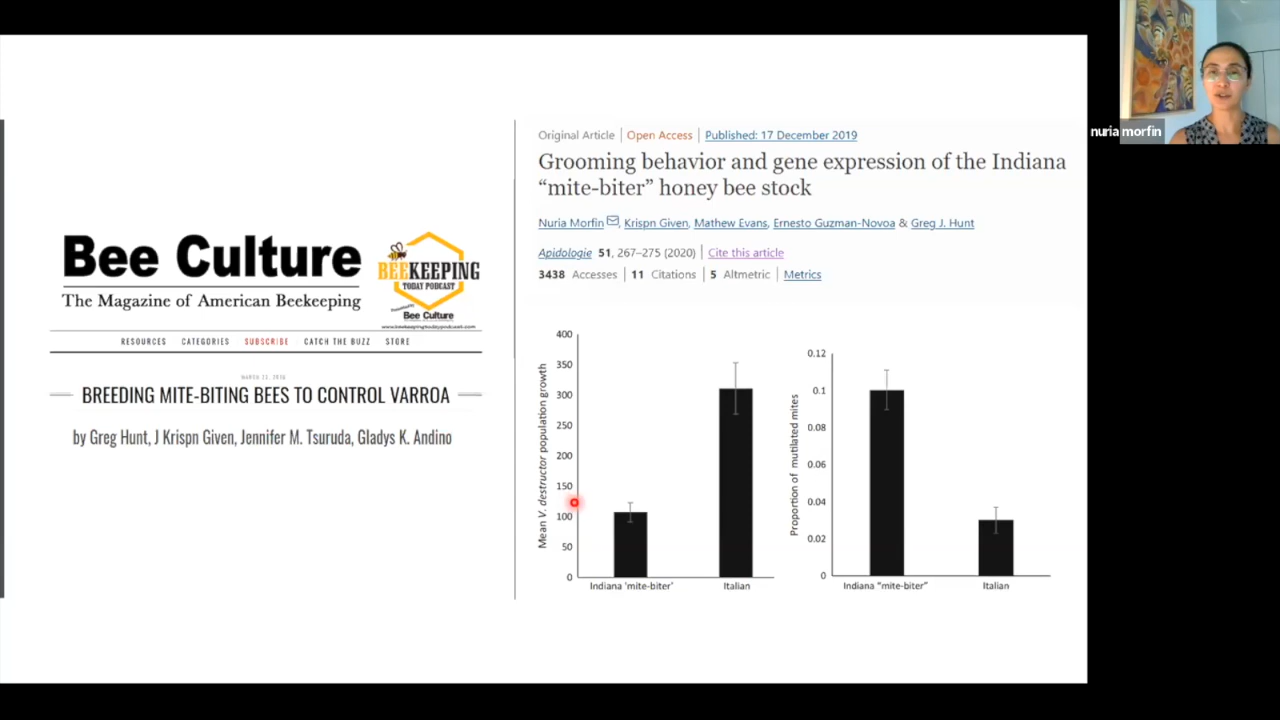 nuria morfin
Bee Culture
The Magazine of American Beekeeping
BEEKEEPING
TODAY PODCAST
Bee Culture
www.beekeepingtodaypodcast.com
RESOURCES CATEGORIES SUBSCRIBE CATCH THE BUZZ STORE
BREEDING MITE-BITING BEES TO CONTROL VARROA
by Greg Hunt, J Krispn Given, Jennifer M. Tsuruda, Gladys K. Andino
Original Article | Open Access | Published: 17 December 2019
Grooming behavior and gene expression of the Indiana
“mite-biter” honey bee stock
Nuria Morfin, Krispn Given, Mathew Evans, Ernesto Guzman-Novoa & Greg J. Hunt
Apidologie 51, 267–275 (2020) | Cite this article
3438 Accesses | 11 Citations | 5 Altmetric | Metrics
Mean V. destructor population growth
400
350
300
250
200
150
100
50
0
Indiana 'mite-biter' Italian
Proportion of mutilated mites
0.12
0.1
0.08
0.06
0.04
0.02
0
Indiana “mite-biter” Italian